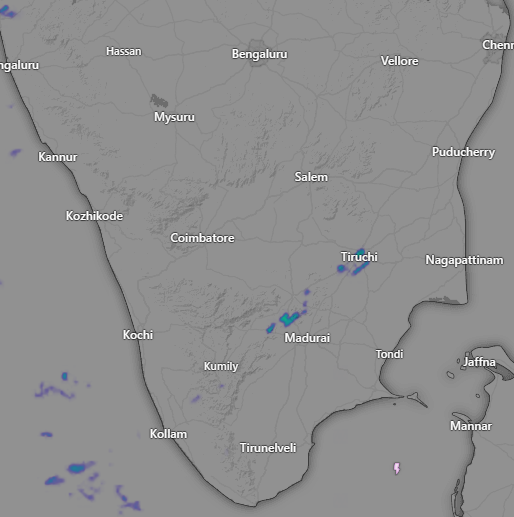 Hassan
Bengaluru
Chenn
Vellore
ngaluru
Mysuru
Puducherry
Kannur
Salem
Kozhikode
Coimbatore
Tiruchi
Nagapattinam
Kochi
Madurai
Tondi
Jaffna
Kumily
Mannar
Kollam
Tirunelveli